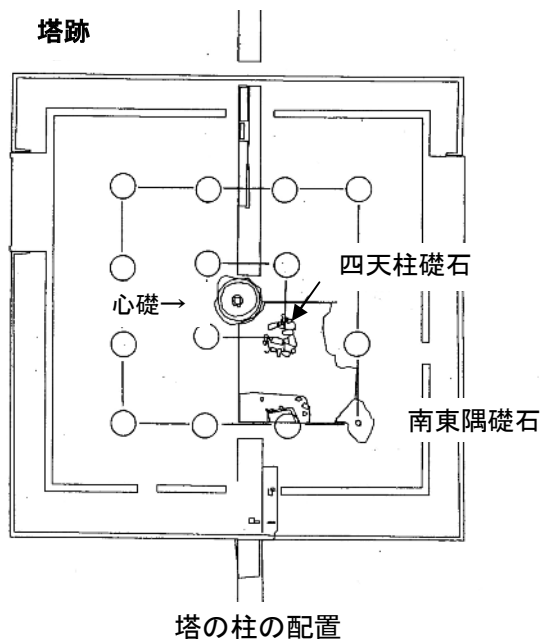 塔跡
四天柱礎石
心礎→
南東隅礎石
塔の柱の配置